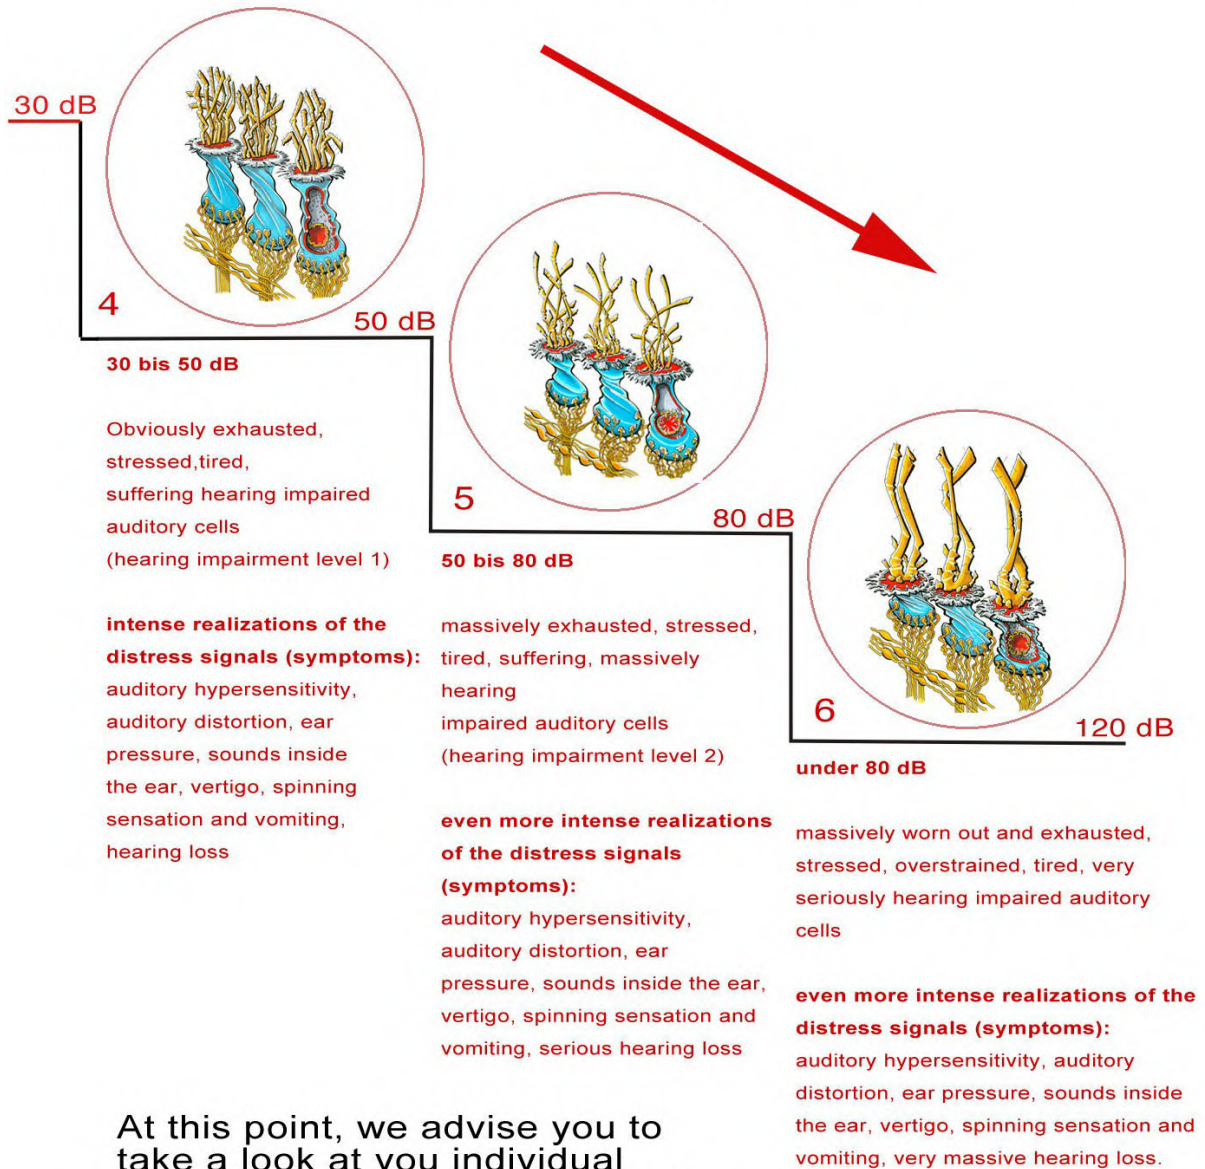 30 dB
4
50 dB
30 bis 50 dB
Obviously exhausted,
stressed,tired,
suffering hearing impaired
auditory cells
(hearing impairment level 1)
intense realizations of the
distress signals (symptoms):
auditory hypersensitivity,
auditory distortion, ear
pressure, sounds inside
the ear, vertigo, spinning
sensation and vomiting,
hearing loss
5
80 dB
50 bis 80 dB
massively exhausted, stressed,
tired, suffering, massively
hearing
impaired auditory cells
(hearing impairment level 2)
even more intense realizations
of the distress signals
(symptoms):
auditory hypersensitivity,
auditory distortion, ear
pressure, sounds inside the ear,
vertigo, spinning sensation and
vomiting, serious hearing loss
6
120 dB
under 80 dB
massively worn out and exhausted,
stressed, overstrained, tired, very
seriously hearing impaired auditory
cells
even more intense realizations of the
distress signals (symptoms):
auditory hypersensitivity, auditory
distortion, ear pressure, sounds inside
the ear, vertigo, spinning sensation and
vomiting, very massive hearing loss.
At this point, we advise you to
take a look at you individual